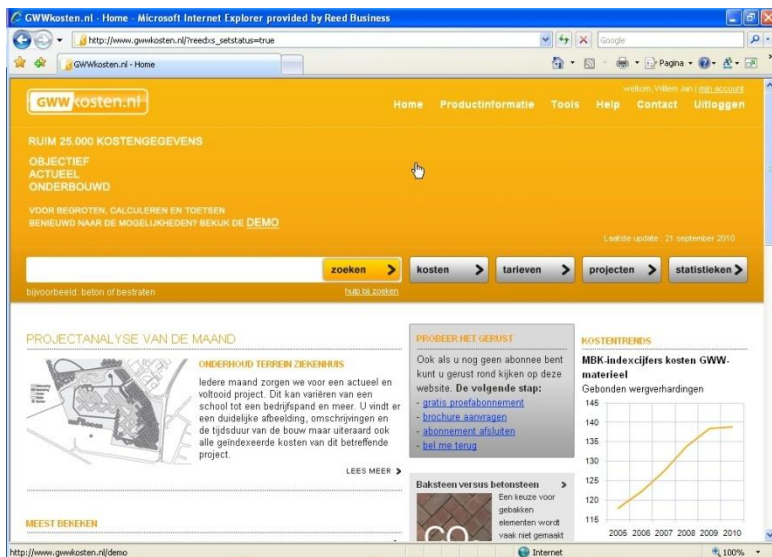 GWWkosten.nl - Home - Microsoft Internet Explorer provided by Reed Business
http://www.gwwkosten.nl/?reedxs_setstatus=true
Google
GWWkosten.nl - Home
Pagina
welkom, Willem Jan | mijn account
GWWkosten.nl
Home Productinformatie Tools Help Contact Uitloggen
RUIM 25.000 KOSTENGEGEVENS
OBJECTIEF
ACTUEEL
ONDERBOUWD
VOOR BEGROTEN, CALCULEREN EN TOETSEN
BENIEUWD NAAR DE MOGELIJKHEDEN? BEKIJK DE DEMO
Laatste update : 21 september 2010
zoeken kosten tarieven projecten statistieken
bijvoorbeeld: beton of bestraten
hulp bij zoeken
PROJECTANALYSE VAN DE MAAND
ONDERHOUD TERREIN ZIEKENHUIS
Iedere maand zorgen we voor een actueel en
voltooid project. Dit kan variëren van een
school tot een bedrijfspand en meer. U vindt er
een duidelijke afbeelding, omschrijvingen en
de tijdsduur van de bouw maar uiteraard ook
alle geïndexeerde kosten van dit betreffende
project.
LEES MEER
MEEST BEKEKEN
PROBEER HET GERUST
Ook als u nog geen abonnee bent
kunt u gerust rond kijken op deze
website. De volgende stap:
- gratis proefabonnement
- brochure aanvragen
- abonnement afsluiten
- bel me terug
Baksteen versus betonsteen
Een keuze voor
gebakken
elementen wordt
vaak niet gemaakt
CO
KOSTENTRENDS
MBK-indexcijfers kosten GWW-
materieel
Gebonden wergverhardingen
145
140
135
130
125
120
115
2005 2006 2007 2008 2009 2010
http://www.gwwkosten.nl/demo
Internet
100%